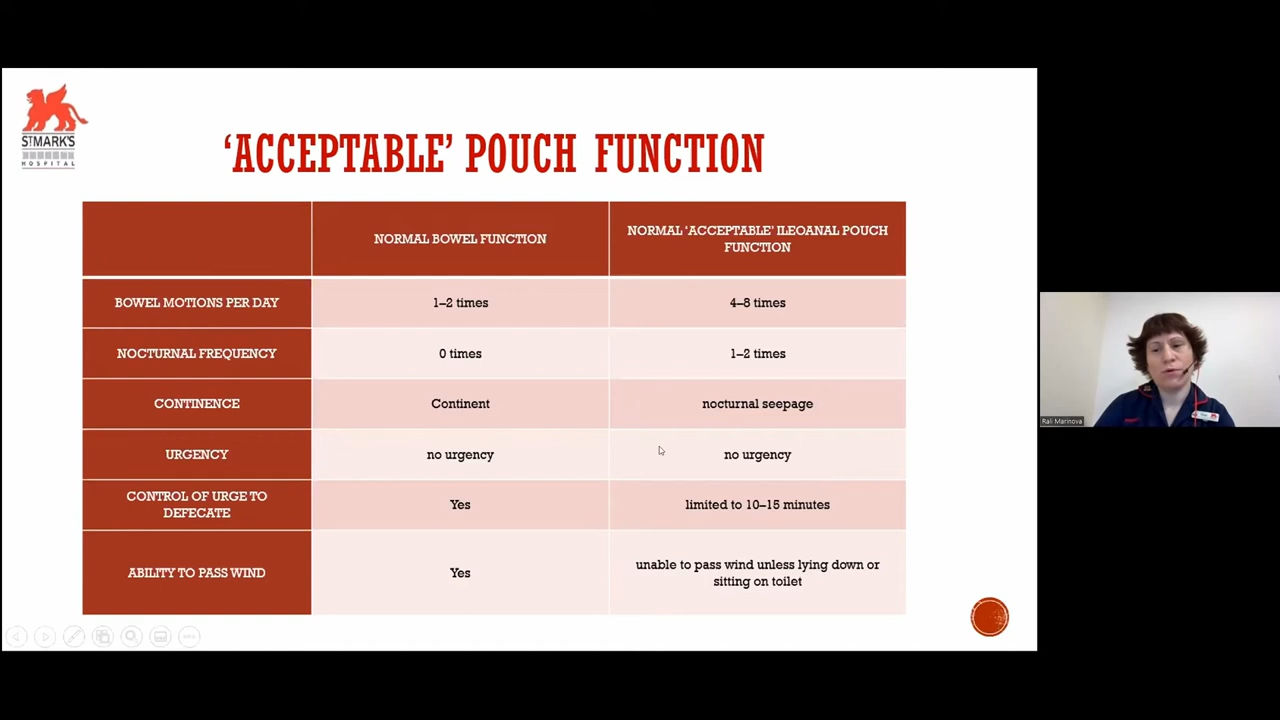 ST MARK'S
HOSPITAL
‘ACCEPTABLE’ POUCH FUNCTION
NORMAL BOWEL FUNCTION
NORMAL ‘ACCEPTABLE’ ILEOANAL POUCH
FUNCTION
BOWEL MOTIONS PER DAY
1–2 times
4–8 times
NOCTURNAL FREQUENCY
0 times
1–2 times
CONTINENCE
Continent
nocturnal seepage
URGENCY
no urgency
no urgency
CONTROL OF URGE TO
DEFECATE
Yes
limited to 10–15 minutes
ABILITY TO PASS WIND
Yes
unable to pass wind unless lying down or
sitting on toilet
Rali Marinova